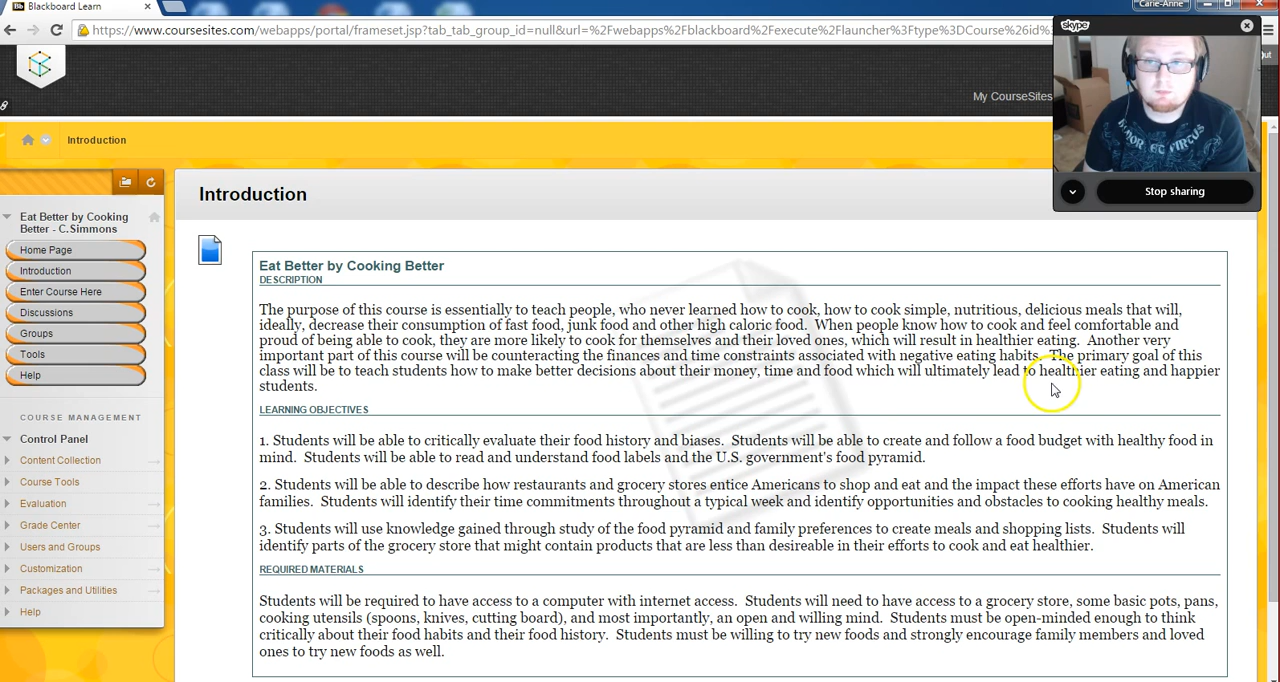 Blackboard Learn
Carie-Anne
https://www.coursesites.com/webapps/portal/frameset.jsp?tab_tab_group_id=null&url=%2Fwebapps%2Fblackboard%2Fexecute%2Flauncher%3Ftype%3DCourse%26id%3
skype
My CourseSites
Introduction
Stop sharing
Introduction
Eat Better by Cooking
Better - C.Simmons
Home Page
Introduction
Enter Course Here
Discussions
Groups
Tools
Help
COURSE MANAGEMENT
Control Panel
Content Collection
Course Tools
Evaluation
Grade Center
Users and Groups
Customization
Packages and Utilities
Help
Eat Better by Cooking Better
DESCRIPTION
The purpose of this course is essentially to teach people, who never learned how to cook, how to cook simple, nutritious, delicious meals that will,
ideally, decrease their consumption of fast food, junk food and other high caloric food. When people know how to cook and feel comfortable and
proud of being able to cook, they are more likely to cook for themselves and their loved ones, which will result in healthier eating. Another very
important part of this course will be counteracting the finances and time constraints associated with negative eating habits. The primary goal of this
class will be to teach students how to make better decisions about their money, time and food which will ultimately lead to healthier eating and happier
students.
LEARNING OBJECTIVES
1. Students will be able to critically evaluate their food history and biases. Students will be able to create and follow a food budget with healthy food in
mind. Students will be able to read and understand food labels and the U.S. government's food pyramid.
2. Students will be able to describe how restaurants and grocery stores entice Americans to shop and eat and the impact these efforts have on American
families. Students will identify their time commitments throughout a typical week and identify opportunities and obstacles to cooking healthy meals.
3. Students will use knowledge gained through study of the food pyramid and family preferences to create meals and shopping lists. Students will
identify parts of the grocery store that might contain products that are less than desireable in their efforts to cook and eat healthier.
REQUIRED MATERIALS
Students will be required to have access to a computer with internet access. Students will need to have access to a grocery store, some basic pots, pans,
cooking utensils (spoons, knives, cutting board), and most importantly, an open and willing mind. Students must be open-minded enough to think
critically about their food habits and their food history. Students must be willing to try new foods and strongly encourage family members and loved
ones to try new foods as well.